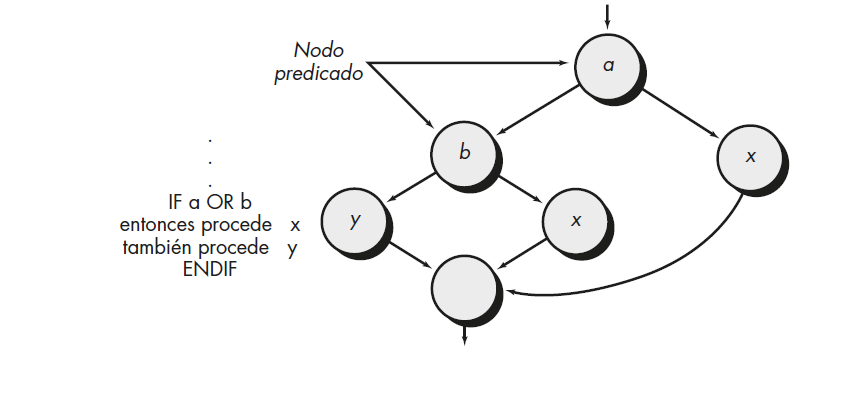 Nodo
predicado
a
b
x
y
x
.
.
.
IF a OR b
entonces procede x
también procede y
ENDIF